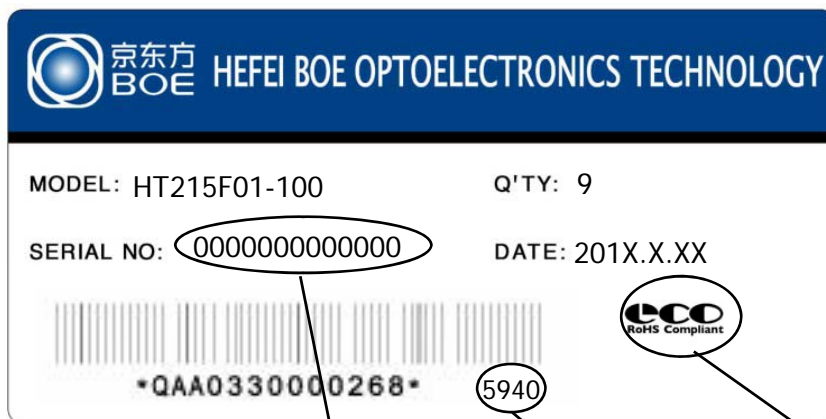 京东方
BOE HEFEI BOE OPTOELECTRONICS TECHNOLOGY
MODEL: HT215F01-100 Q'TY: 9
SERIAL NO: 0000000000000 DATE: 201X.X.XX
eco
RoHS Compliant
*QAA0330000268* 5940